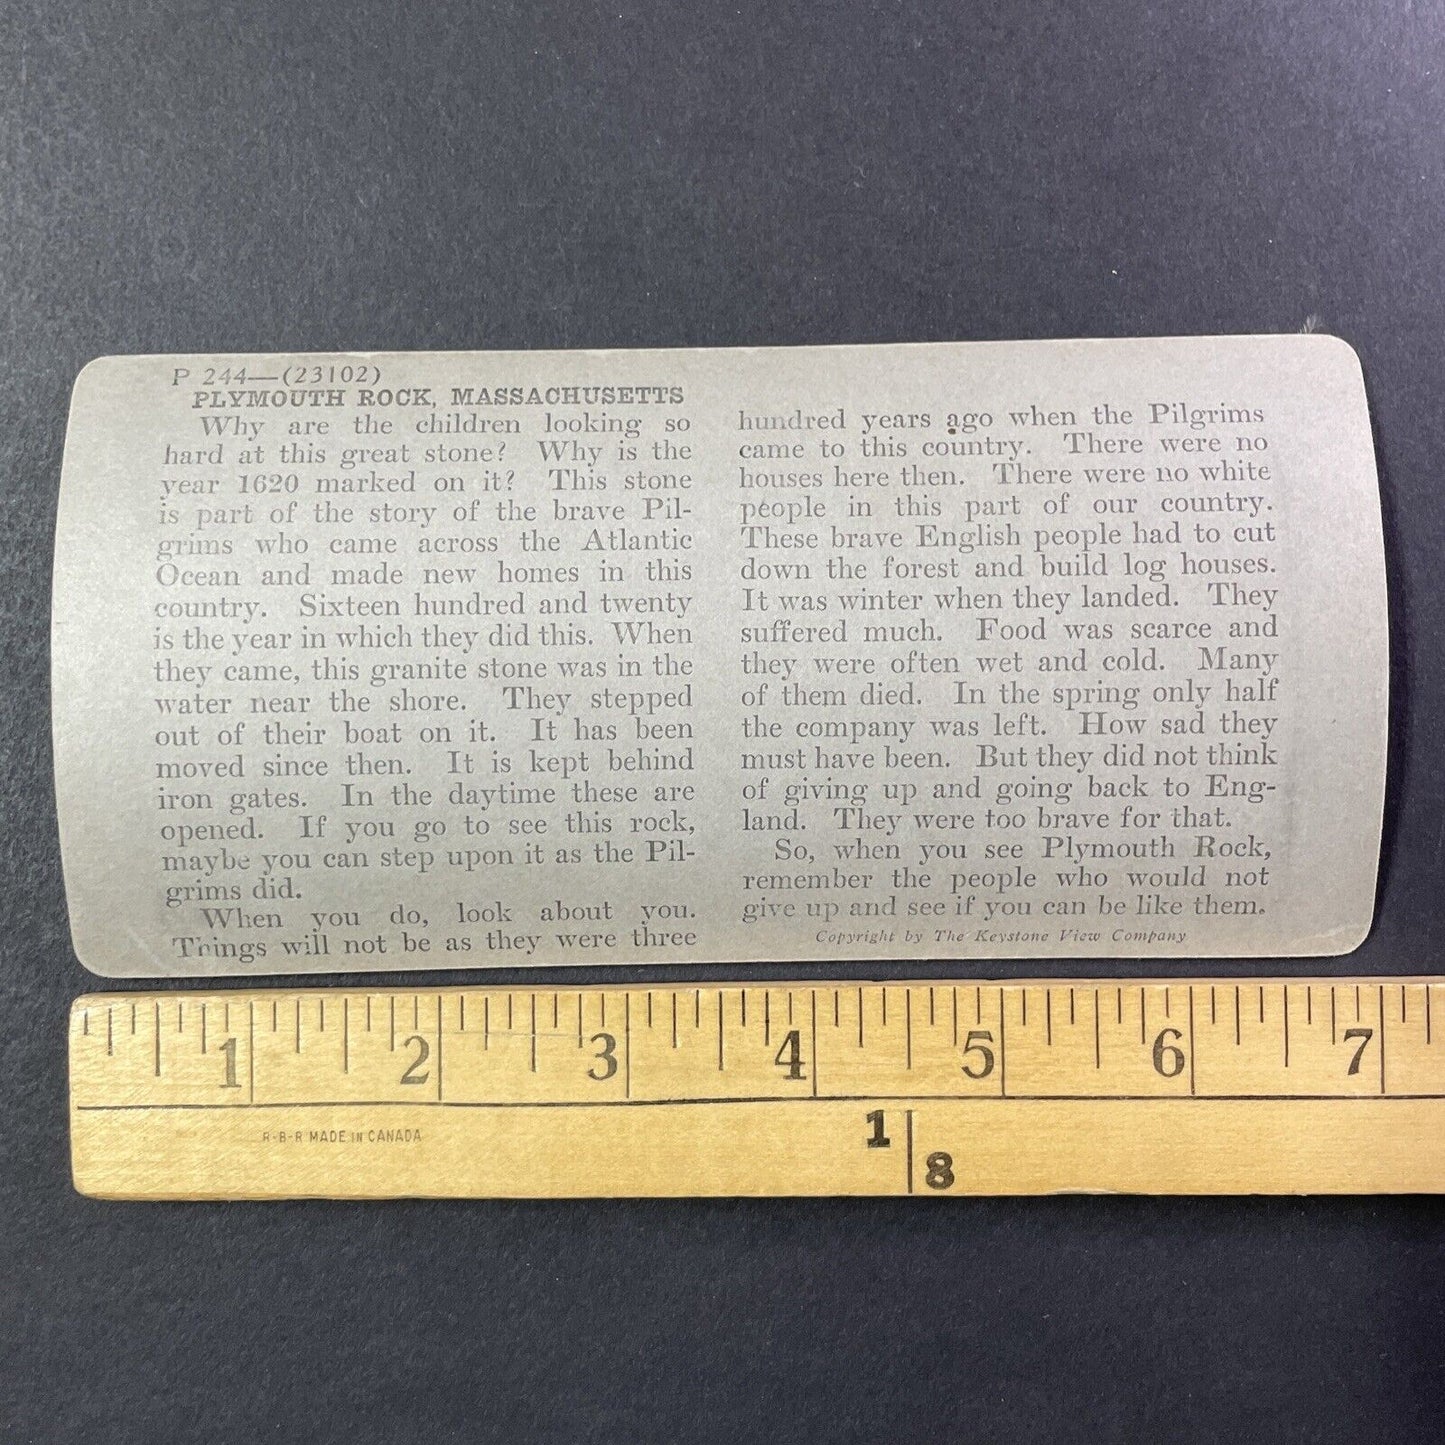 P 244—(23102)
PLYMOUTH ROCK, MASSACHUSETTS
Why are the children looking so
hard at this great stone? Why is the
year 1620 marked on it? This stone
is part of the story of the brave Pil-
grims who came across the Atlantic
Ocean and made new homes in this
country. Sixteen hundred and twenty
is the year in which they did this. When
they came, this granite stone was in the
water near the shore. They stepped
out of their boat on it. It has been
moved since then. It is kept behind
iron gates. In the daytime these are
opened. If you go to see this rock,
maybe you can step upon it as the Pil-
grims did.
When you do, look about you.
Things will not be as they were three
hundred years ago when the Pilgrims
came to this country. There were no
houses here then. There were no white
people in this part of our country.
These brave English people had to cut
down the forest and build log houses.
It was winter when they landed. They
suffered much. Food was scarce and
they were often wet and cold. Many
of them died. In the spring only half
the company was left. How sad they
must have been. But they did not think
of giving up and going back to Eng-
land. They were too brave for that.
So, when you see Plymouth Rock,
remember the people who would not
give up and see if you can be like them.
Copyright by The Keystone View Company
1 2 3 4 5 6 7
R-B-R MADE IN CANADA
1
8